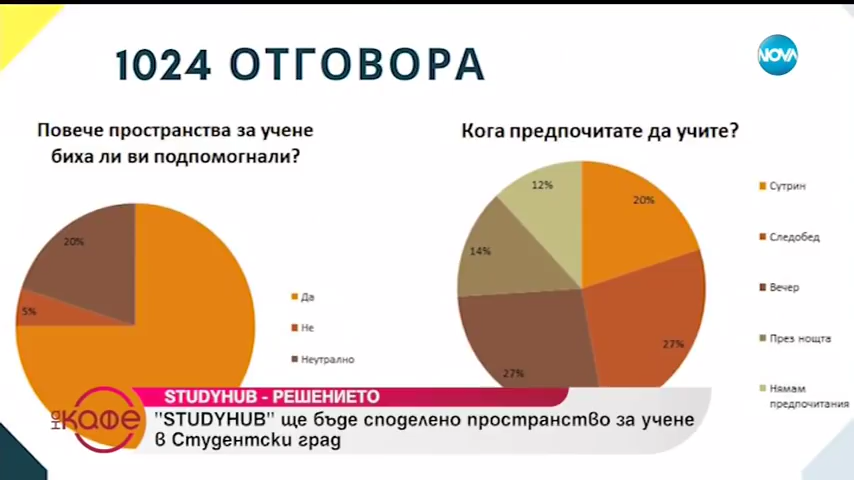 1024 ОТГОВОРА
NOVA
Повече пространства за учене
биха ли ви подпомогнали?
20%
5%
Да
Не
Неутрално
Кога предпочитате да учите?
12%
20%
14%
27%
27%
Сутрин
Следобед
Вечер
През нощта
Нямам
предпочитания
STUDYHUB - РЕШЕНИЕТО
НА КАФЕ
"STUDYHUB" ще бъде споделено пространство за учене
в Студентски град